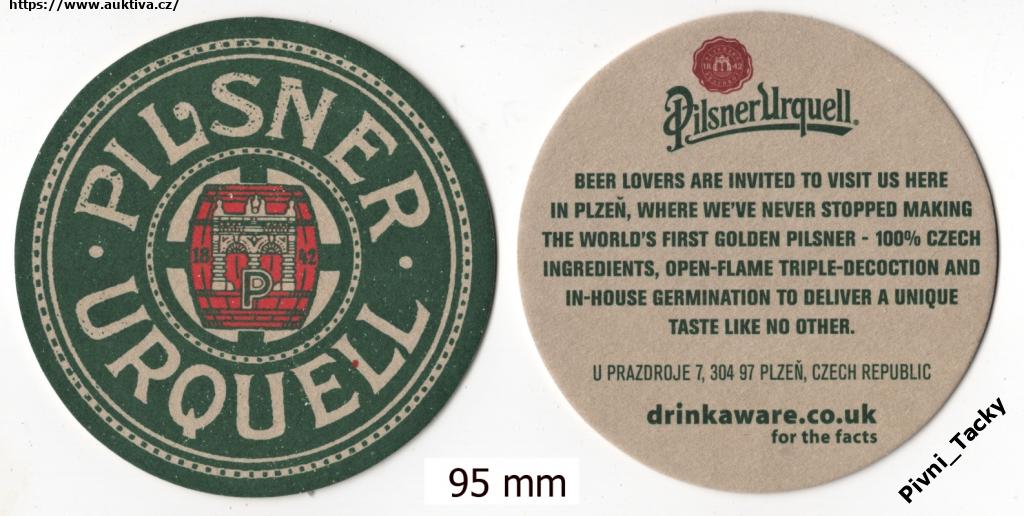 https://www.auktiva.cz/
PILSNER
18 42
P
URQUELL
18 42
Pilsner Urquell®
BEER LOVERS ARE INVITED TO VISIT US HERE
IN PLZEŇ, WHERE WE'VE NEVER STOPPED MAKING
THE WORLD'S FIRST GOLDEN PILSNER - 100% CZECH
INGREDIENTS, OPEN-FLAME TRIPLE-DECOCTION AND
IN-HOUSE GERMINATION TO DELIVER A UNIQUE
TASTE LIKE NO OTHER.
U PRAZDROJE 7, 304 97 PLZEŇ, CZECH REPUBLIC
drinkaware.co.uk
for the facts
95 mm
Pivni_Tacky